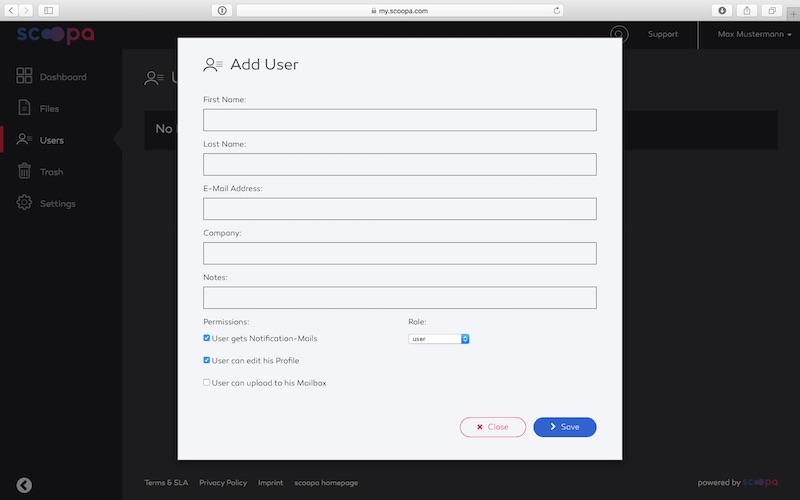 my.scoopa.com
scoopa
Support
Max Mustermann
Dashboard
Files
Users
Trash
Settings
U
No
Add User
First Name:
Last Name:
E-Mail Address:
Company:
Notes:
Permissions:
Role:
User gets Notification-Mails
user
User can edit his Profile
User can upload to his Mailbox
Close
Save
Terms & SLA
Privacy Policy
Imprint
scoopa homepage
powered by scoopa